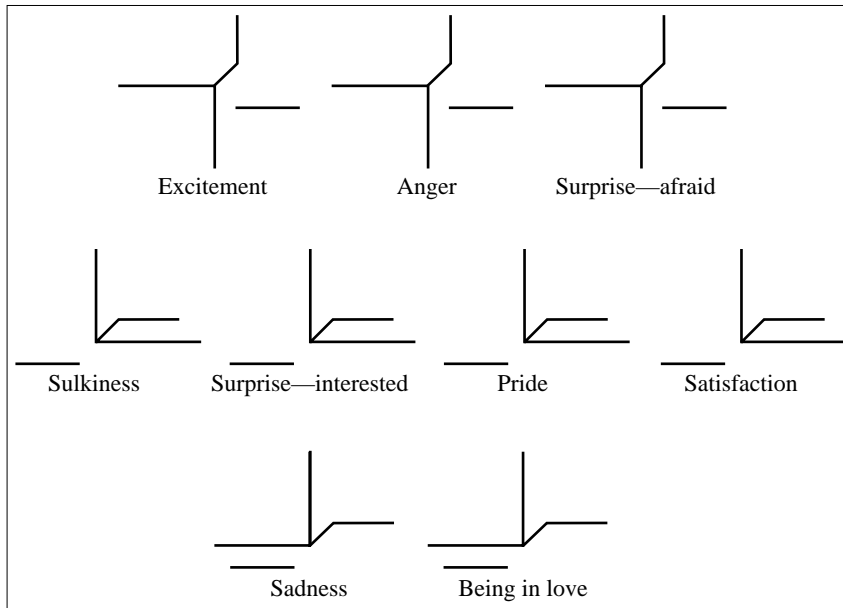 Excitement Anger Surprise—afraid
Sulkiness Surprise—interested Pride Satisfaction
Sadness Being in love